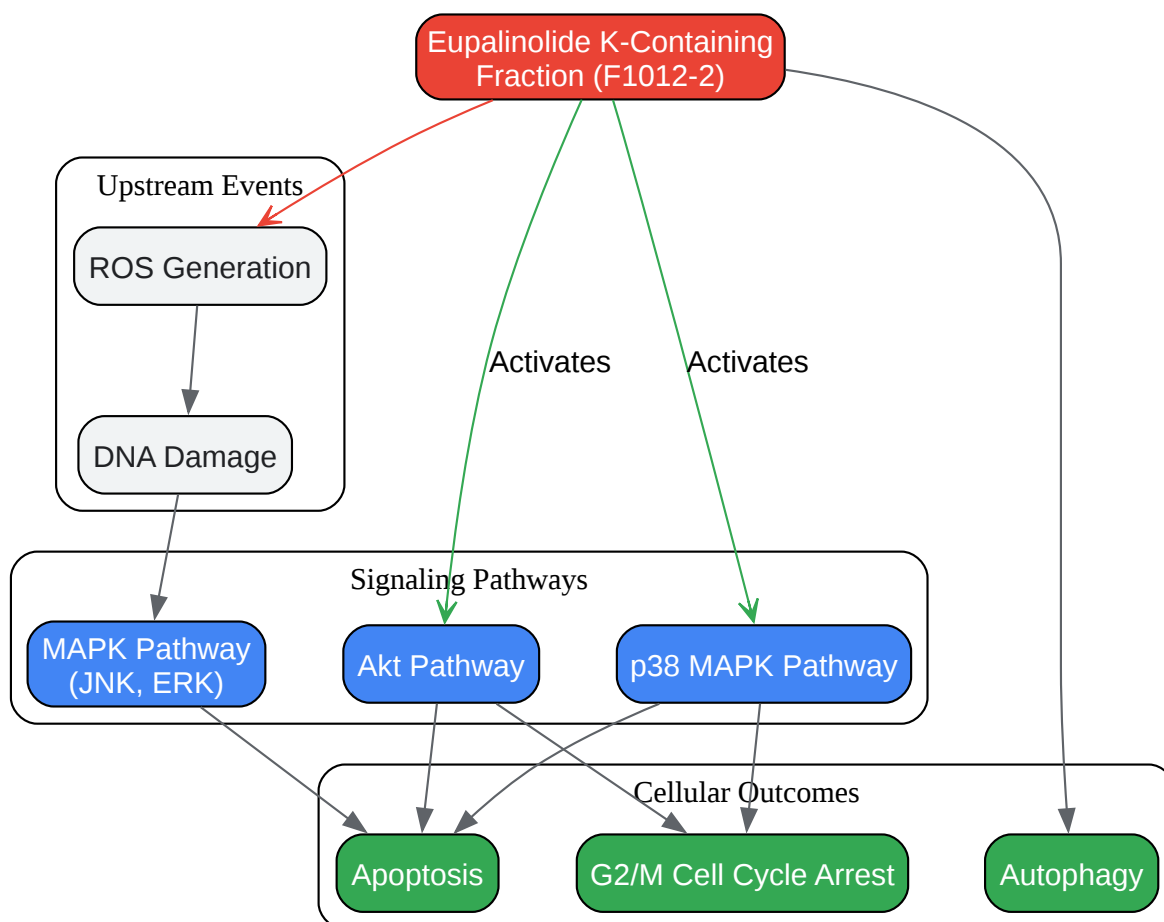 Eupalinolide K-Containing
Fraction (F1012-2)
Upstream Events
ROS Generation
Activates
Activates
DNA Damage
Signaling Pathways
MAPK Pathway
(JNK, ERK)
Akt Pathway
p38 MAPK Pathway
Cellular Outcomes
Apoptosis
G2/M Cell Cycle Arrest
Autophagy